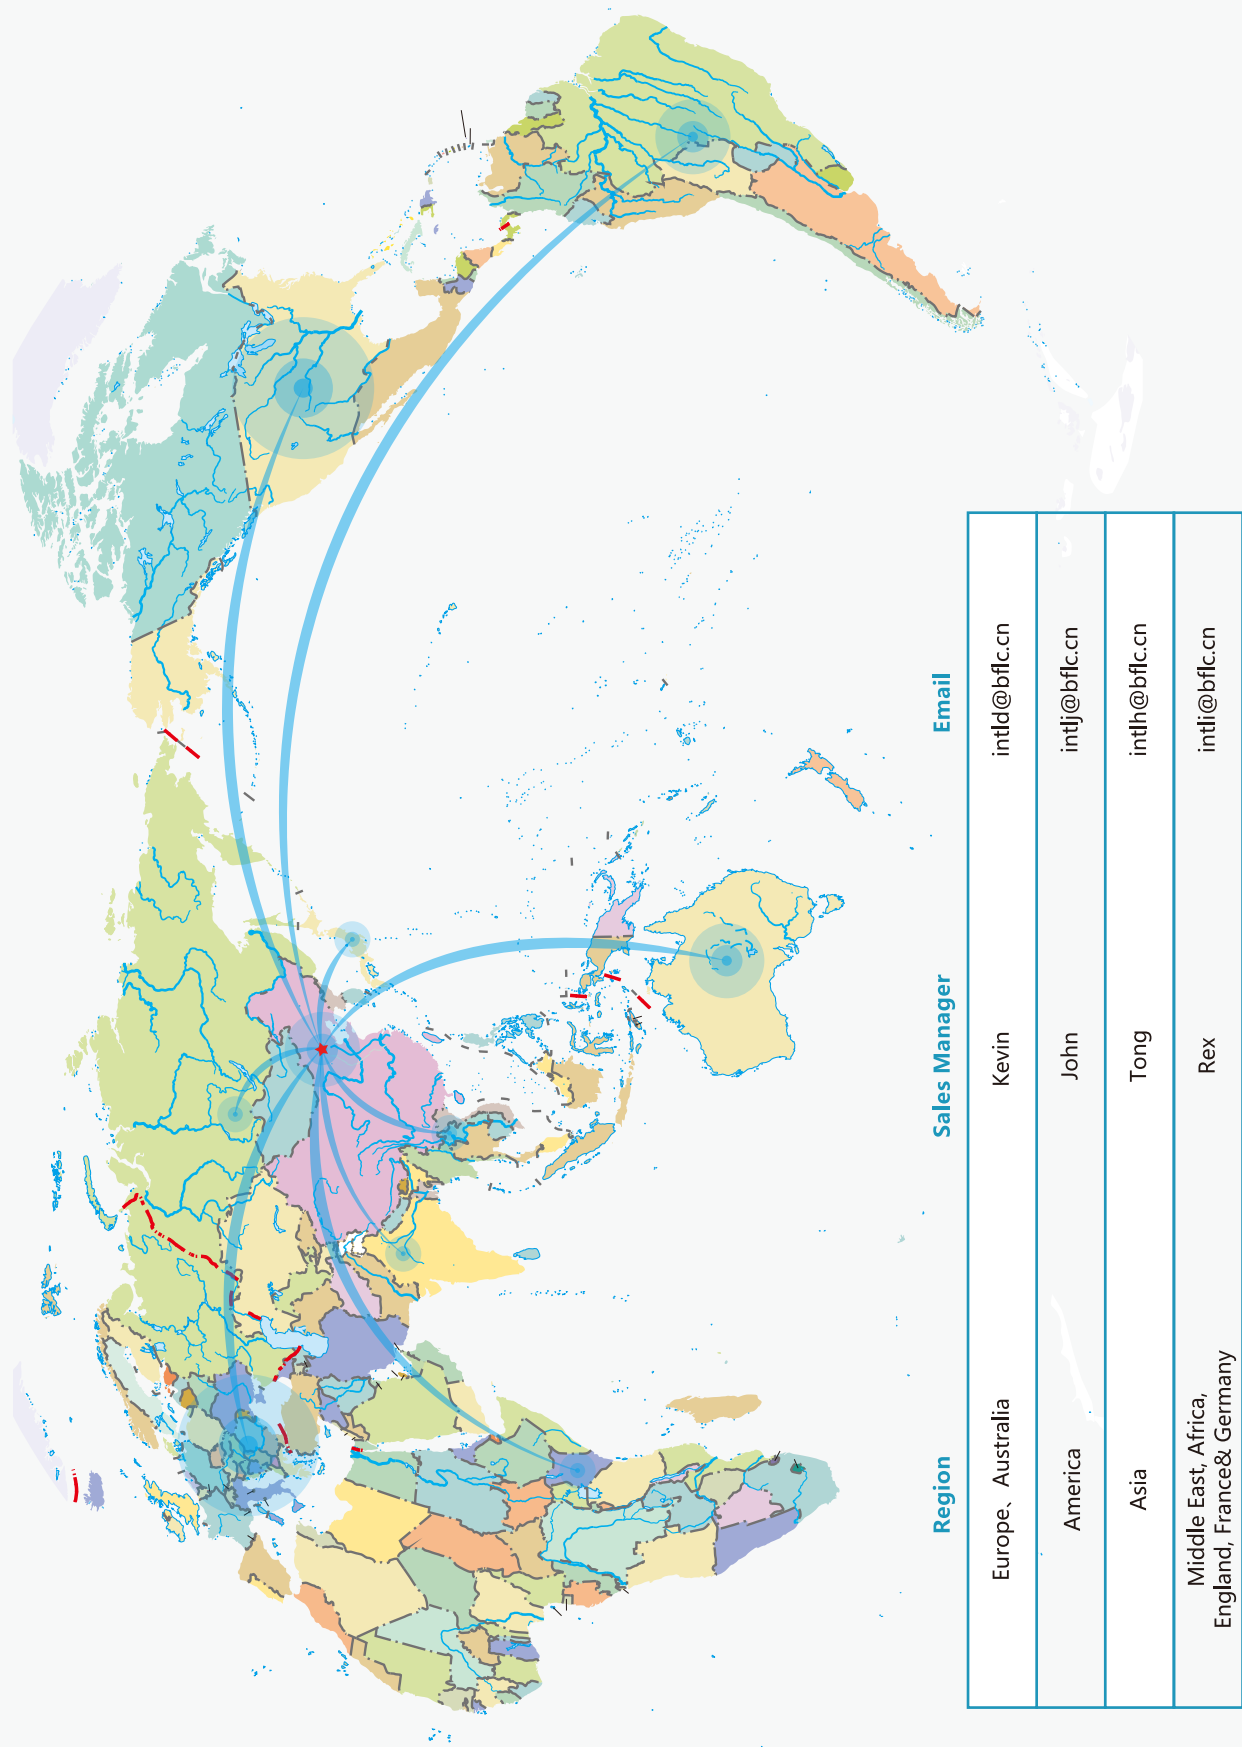 Region Sales Manager Email
Europe、Australia Kevin intld@bflc.cn
America John intlj@bflc.cn
Asia Tong intlh@bflc.cn
Middle East, Africa,
England, France& Germany Rex intli@bflc.cn